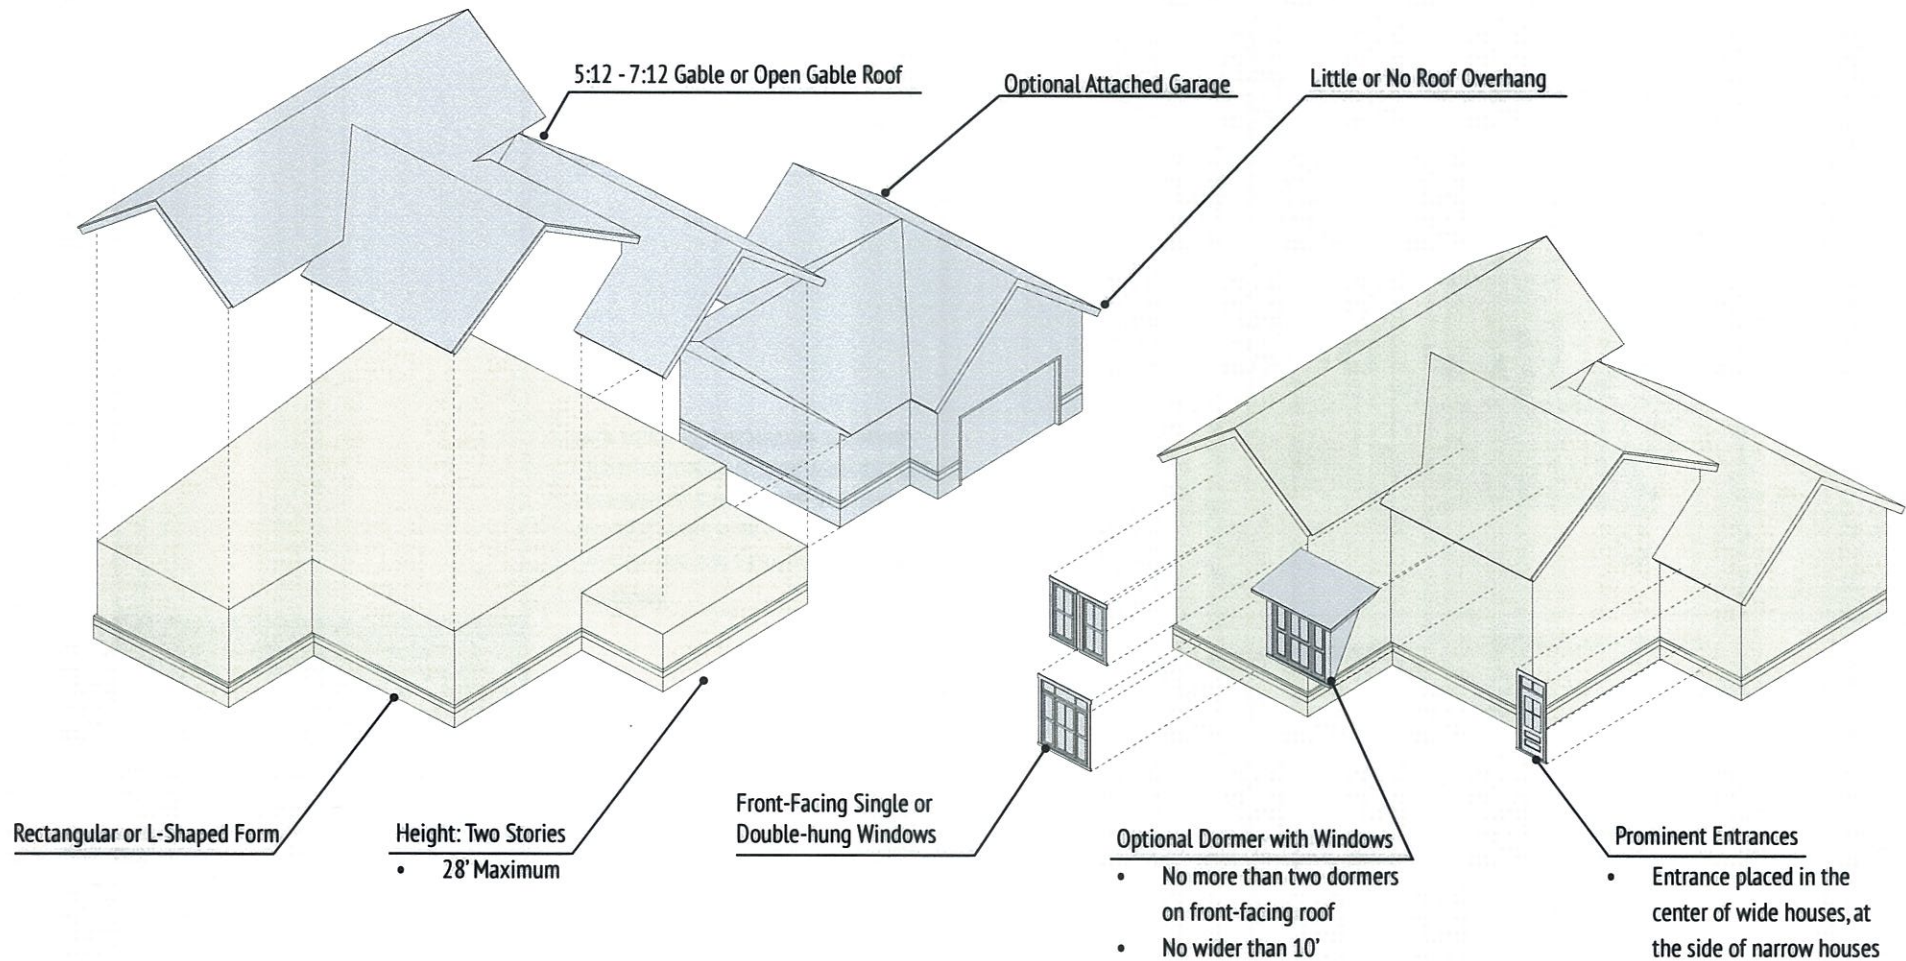 5:12 - 7:12 Gable or Open Gable Roof
Optional Attached Garage
Little or No Roof Overhang
Rectangular or L-Shaped Form
Height: Two Stories
• 28' Maximum
Front-Facing Single or
Double-hung Windows
Optional Dormer with Windows
• No more than two dormers
on front-facing roof
• No wider than 10'
Prominent Entrances
• Entrance placed in the
center of wide houses, at
the side of narrow houses